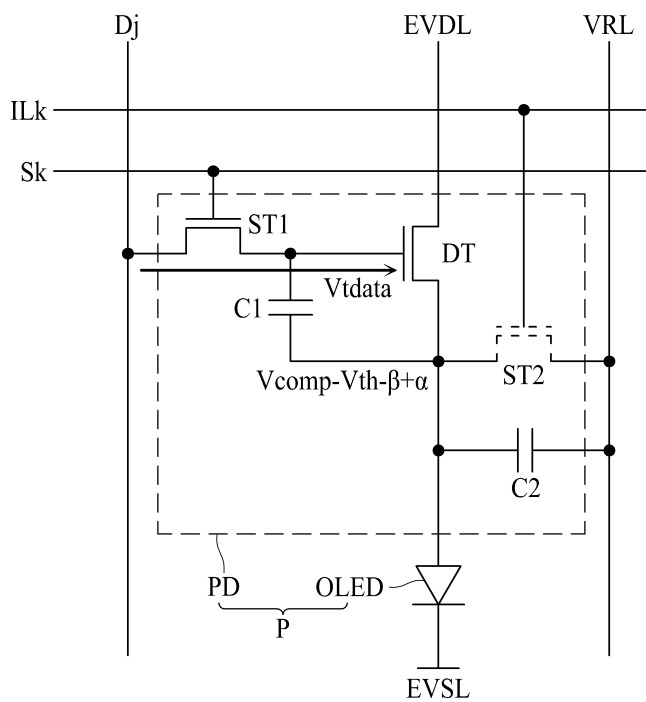 Dj EVDL VRL
ILk
Sk
ST1
DT
Vtdata
C1
Vcomp-Vth-β+α
ST2
C2
PD OLED
P
EVSL